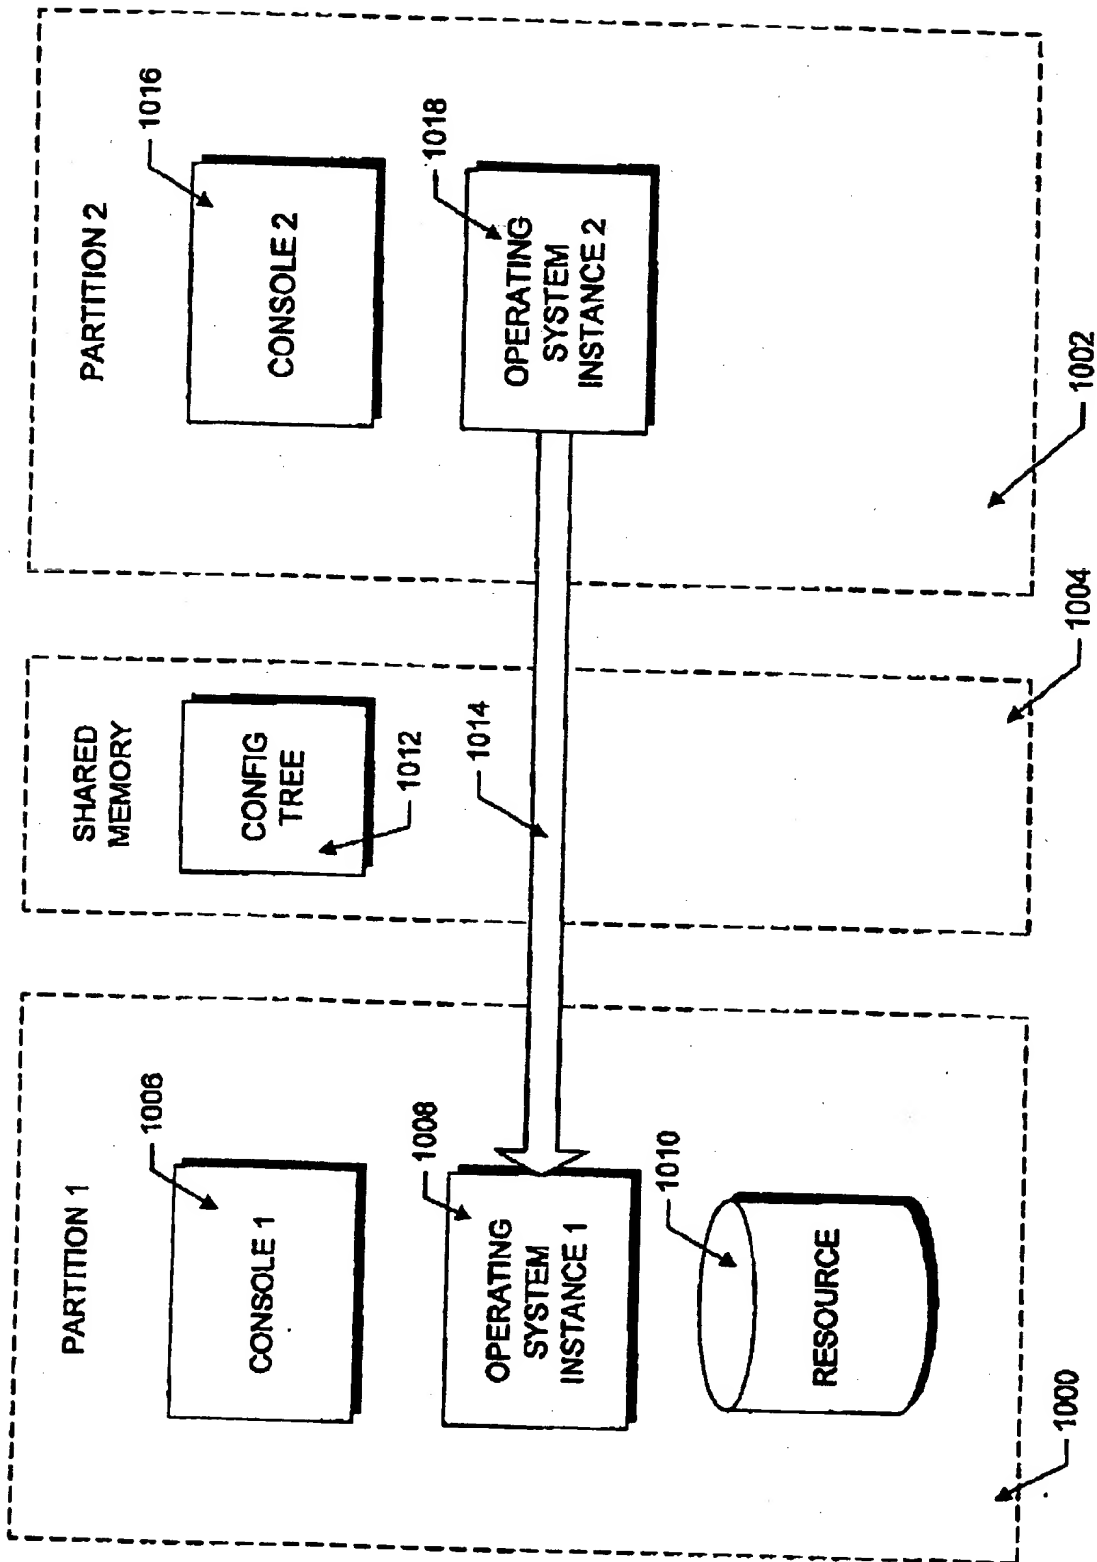 PARTITION 1
1006
CONSOLE 1
1008
OPERATING
SYSTEM
INSTANCE 1
1010
RESOURCE
1000
SHARED
MEMORY
CONFIG
TREE
1012
1014
1004
PARTITION 2
1016
CONSOLE 2
1018
OPERATING
SYSTEM
INSTANCE 2
1002